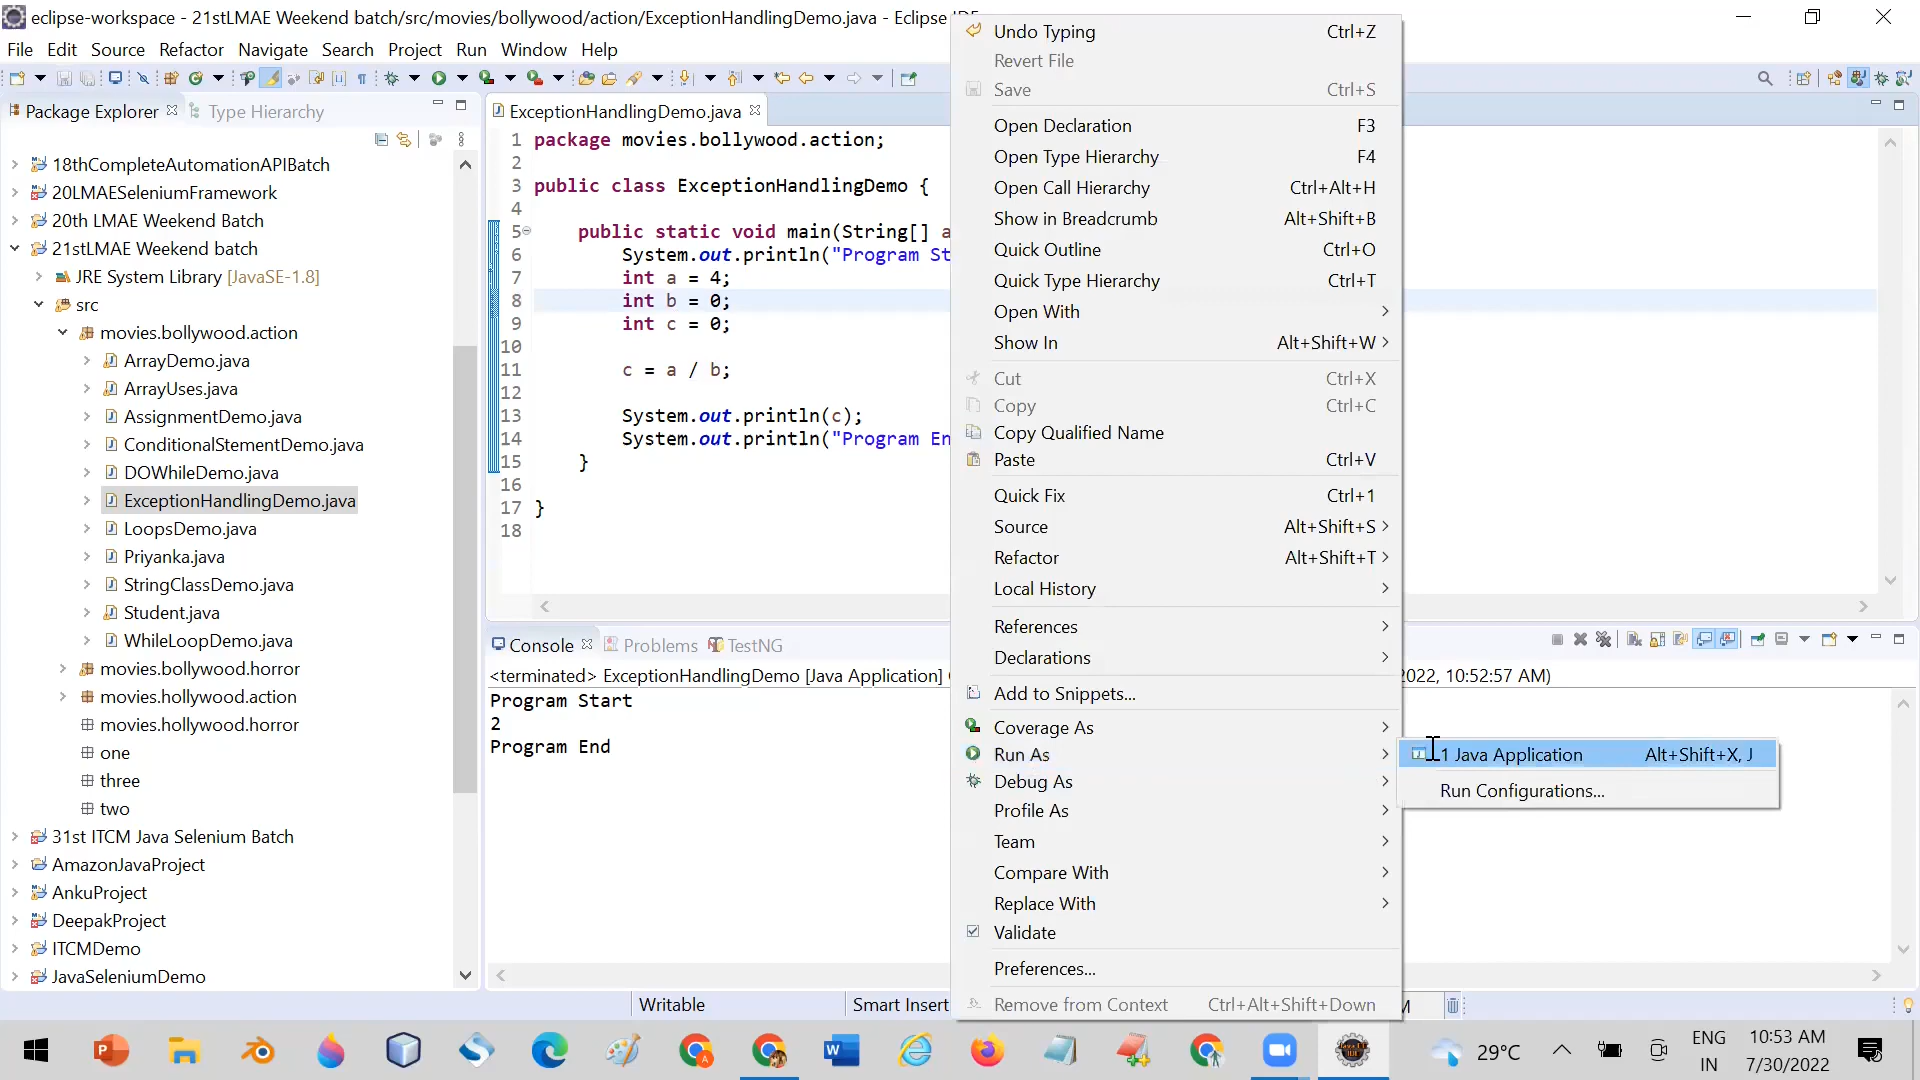 eclipse-workspace - 21stLMAE Weekend batch/src/movies/bollywood/action/ExceptionHandlingDemo.java - Eclipse
File Edit Source Refactor Navigate Search Project Run Window Help
Package Explorer Type Hierarchy
18thCompleteAutomationAPIBatch
20LMAESeleniumFramework
20th LMAE Weekend Batch
21stLMAE Weekend batch
JRE System Library [JavaSE-1.8]
src
movies.bollywood.action
ArrayDemo.java
ArrayUses.java
AssignmentDemo.java
ConditionalStementDemo.java
DOWhileDemo.java
ExceptionHandlingDemo.java
LoopsDemo.java
Priyanka.java
StringClassDemo.java
Student.java
WhileLoopDemo.java
movies.bollywood.horror
movies.hollywood.action
movies.hollywood.horror
one
three
two
31st ITCM Java Selenium Batch
AmazonJavaProject
AnkuProject
DeepakProject
ITCMDemo
JavaSeleniumDemo
ExceptionHandlingDemo.java
1 package movies.bollywood.action;
2
3 public class ExceptionHandlingDemo {
4
5 public static void main(String[] a
6 System.out.println("Program St
7 int a = 4;
8 int b = 0;
9 int c = 0;
10
11 c = a / b;
12
13 System.out.println(c);
14 System.out.println("Program En
15 }
16
17 }
18
Console Problems TestNG
<terminated> ExceptionHandlingDemo [Java Application]
2022, 10:52:57 AM)
Program Start
2
Program End
Undo Typing Ctrl+Z
Revert File
Save Ctrl+S
Open Declaration F3
Open Type Hierarchy F4
Open Call Hierarchy Ctrl+Alt+H
Show in Breadcrumb Alt+Shift+B
Quick Outline Ctrl+O
Quick Type Hierarchy Ctrl+T
Open With
Show In Alt+Shift+W
Cut Ctrl+X
Copy Ctrl+C
Copy Qualified Name
Paste Ctrl+V
Quick Fix Ctrl+1
Source Alt+Shift+S
Refactor Alt+Shift+T
Local History
References
Declarations
Add to Snippets...
Coverage As
Run As
Debug As
Profile As
Team
Compare With
Replace With
Validate
Preferences...
Remove from Context Ctrl+Alt+Shift+Down
1 Java Application Alt+Shift+X, J
Run Configurations...
Writable Smart Insert
29°C
ENG
IN
10:53 AM
7/30/2022